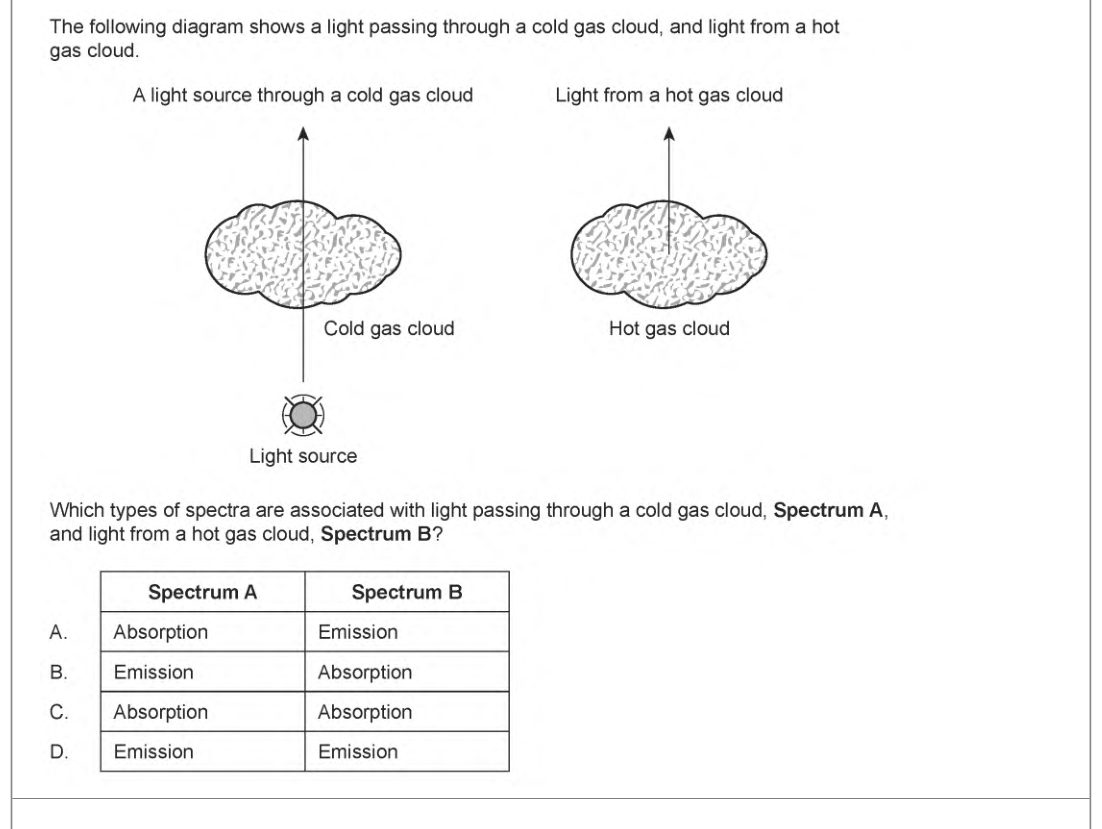 The following diagram shows a light passing through a cold gas cloud, and light from a hot
gas cloud.
A light source through a cold gas cloud
Light from a hot gas cloud
Cold gas cloud
Hot gas cloud
Light source
Which types of spectra are associated with light passing through a cold gas cloud, Spectrum A,
and light from a hot gas cloud, Spectrum B?
Spectrum A Spectrum B
A. Absorption Emission
B. Emission Absorption
C. Absorption Absorption
D. Emission Emission